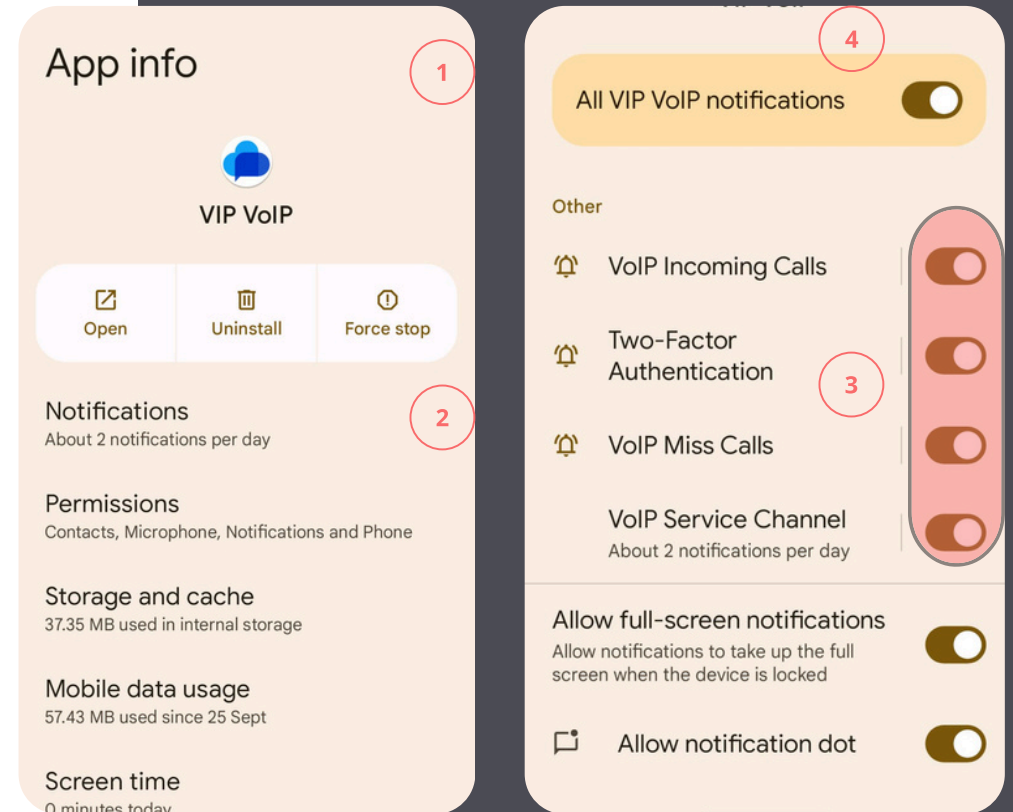 App info
1
VIP VoIP
Open
Uninstall
Force stop
Notifications
About 2 notifications per day
2
Permissions
Contacts, Microphone, Notifications and Phone
Storage and cache
37.35 MB used in internal storage
Mobile data usage
57.43 MB used since 25 Sept
Screen time
0 minutes today
4
All VIP VoIP notifications
Other
VoIP Incoming Calls
Two-Factor
Authentication
3
VoIP Miss Calls
VoIP Service Channel
About 2 notifications per day
Allow full-screen notifications
Allow notifications to take up the full
screen when the device is locked
Allow notification dot